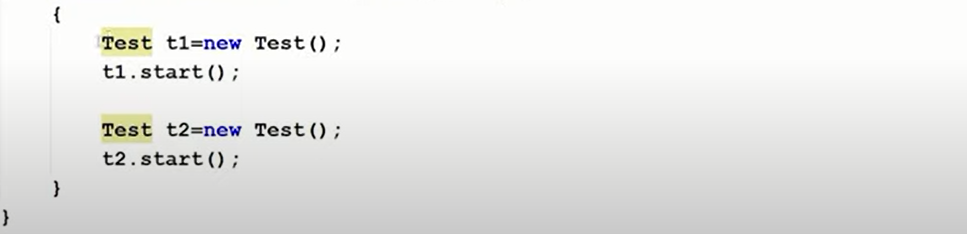 {
Test t1=new Test();
t1.start();
Test t2=new Test();
t2.start();
}
}